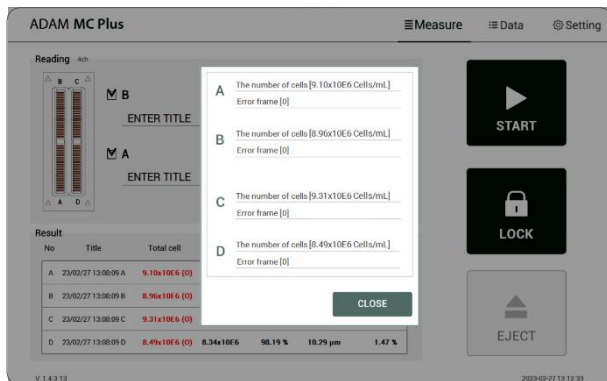 ADAM MC Plus
Measure
Data
Setting
Reading 4ch
B C
A D
B
ENTER TITLE
A
ENTER TITLE
A
The number of cells [9.10x10E6 Cells/mL]
Error frame [0]
B
The number of cells [8.96x10E6 Cells/mL]
Error frame [0]
C
The number of cells [9.31x10E6 Cells/mL]
Error frame [0]
D
The number of cells [8.49x10E6 Cells/mL]
Error frame [0]
CLOSE
START
LOCK
EJECT
Result
No Title Total cell
A 23/02/27 13:08:09 A 9.10x10E6 (0)
B 23/02/27 13:08:09 B 8.96x10E6 (0)
C 23/02/27 13:08:09 C 9.31x10E6 (0)
D 23/02/27 13:08:09 D 8.49x10E6 (0) 8.34x10E6 98.19 % 10.29 μm 1.47 %
V 1.4.3.13
2023-02-27 13:12:33